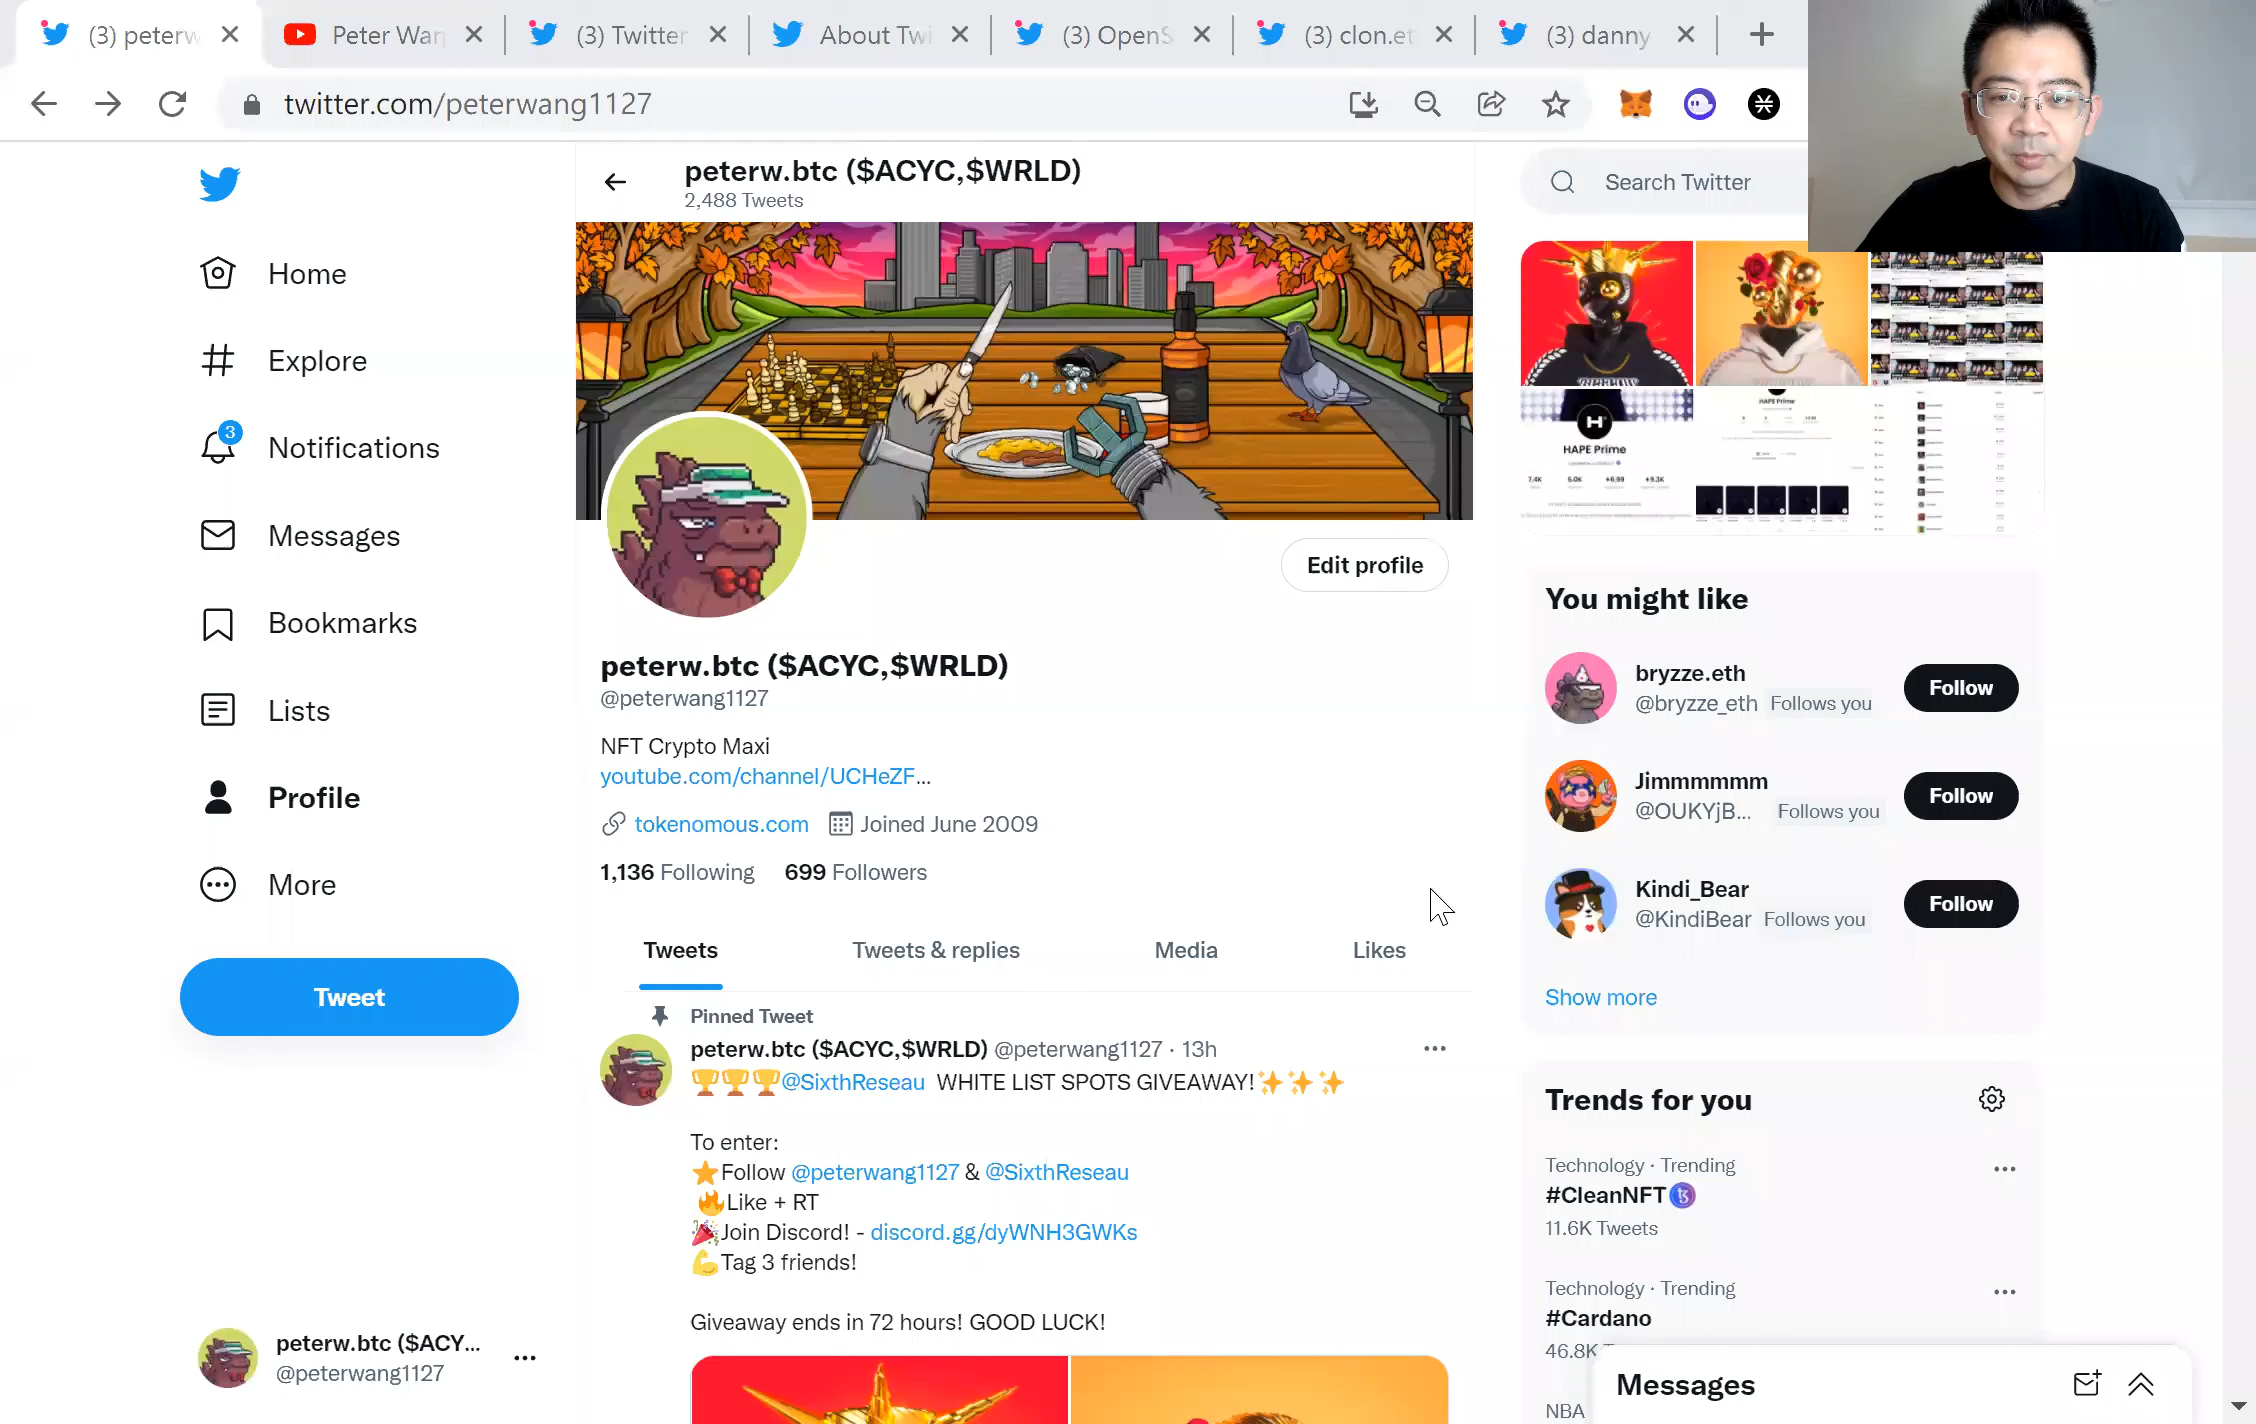 (3) peterw
Peter Wan
(3) Twitter
About Twi
(3) OpenS
(3) clon.et
(3) danny
twitter.com/peterwang1127
peterw.btc ($ACYC,$WRLD)
2,488 Tweets
Search Twitter
Home
Explore
3
Notifications
Messages
Bookmarks
Lists
Profile
More
Tweet
peterw.btc ($ACY...
@peterwang1127
Edit profile
peterw.btc ($ACYC,$WRLD)
@peterwang1127
NFT Crypto Maxi
youtube.com/channel/UCHeZF...
tokenomous.com Joined June 2009
1,136 Following 699 Followers
Tweets Tweets & replies Media Likes
Pinned Tweet
peterw.btc ($ACYC,$WRLD) @peterwang1127 · 13h
🏆🏆🏆@SixthReseau WHITE LIST SPOTS GIVEAWAY!✨✨✨
To enter:
⭐Follow @peterwang1127 & @SixthReseau
🔥Like + RT
🎉Join Discord! - discord.gg/dyWNH3GWKs
💪Tag 3 friends!
Giveaway ends in 72 hours! GOOD LUCK!
H
HAPE Prime
7.4K 5.0K +6.99 +9.3K
HAPE Prime
You might like
bryzze.eth
@bryzze_eth Follows you
Follow
Jimmmmmm
@OUKYjB... Follows you
Follow
Kindi_Bear
@KindiBear Follows you
Follow
Show more
Trends for you
Technology · Trending
#CleanNFT
11.6K Tweets
Technology · Trending
#Cardano
46.8K
NBA
Messages